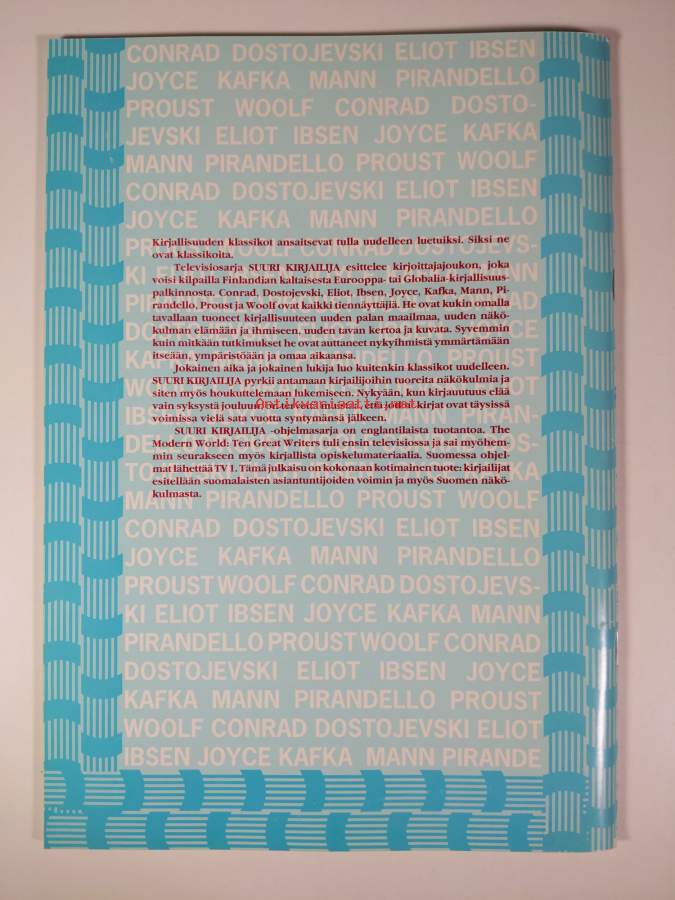 CONRAD DOSTOJEVSKI ELIOT IBSEN
JOYCE KAFKA MANN PIRANDELLO
PROUST WOOLF CONRAD DOSTO-
JEVSKI ELIOT IBSEN JOYCE KAFKA
MANN PIRANDELLO PROUST WOOLF
CONRAD DOSTOJEVSKI ELIOT IBSEN
JOYCE KAFKA MANN PIRANDELLO
Kirjallisuuden klassikot ansaitsevat tulla uudelleen luetuiksi. Siksi ne
ovat klassikoita.
Televisiosarja SUURI KIRJAILIJA esittelee kirjoittajajoukon, joka
voisi kilpailla Finlandian kaltaisesta Eurooppa- tai Globalia-kirjallisuus-
palkinnosta. Conrad, Dostojevski, Eliot, Ibsen, Joyce, Kafka, Mann, Pi-
randello, Proust ja Woolf ovat kaikki tiennäyttäjiä. He ovat kukin omalla
tavallaan tuoneet kirjallisuuteen uuden palan maailmaa, uuden näkö-
kulman elämään ja ihmiseen, uuden tavan kertoa ja kuvata. Syvemmin
kuin mitkään tutkimukset he ovat auttaneet nykyihmistä ymmärtämään
itseään, ympäristöään ja omaa aikaansa.
Jokainen aika ja jokainen lukija luo kuitenkin klassikot uudelleen.
SUURI KIRJAILIJA pyrkii antamaan kirjailijoihin tuoreita näkökulmia ja
siten myös houkuttelemaan lukemiseen. Nykyään, kun kirjauutuus elää
vain syksystä jouluun, on tervettä muistaa, että jotkut kirjat ovat täysissä
voimissa vielä sata vuotta syntymänsä jälkeen.
SUURI KIRJAILIJA -ohjelmasarja on englantilaista tuotantoa. The
Modern World: Ten Great Writers tuli ensin televisiossa ja sai myöhem-
min seurakseen myös kirjallista opiskelumateriaalia. Suomessa ohjel-
mat lähettää TV 1. Tämä julkaisu on kokonaan kotimainen tuote: kirjailijat
esitellään suomalaisten asiantuntijoiden voimin ja myös Suomen näkö-
kulmasta.
MANN PIRANDELLO PROUST WOOLF
CONRAD DOSTOJEVSKI ELIOT IBSEN
JOYCE KAFKA MANN PIRANDELLO
PROUST WOOLF CONRAD DOSTOJEVS-
KI ELIOT IBSEN JOYCE KAFKA MANN
PIRANDELLO PROUST WOOLF CONRAD
DOSTOJEVSKI ELIOT IBSEN JOYCE
KAFKA MANN PIRANDELLO PROUST
WOOLF CONRAD DOSTOJEVSKI ELIOT
IBSEN JOYCE KAFKA MANN PIRANDE